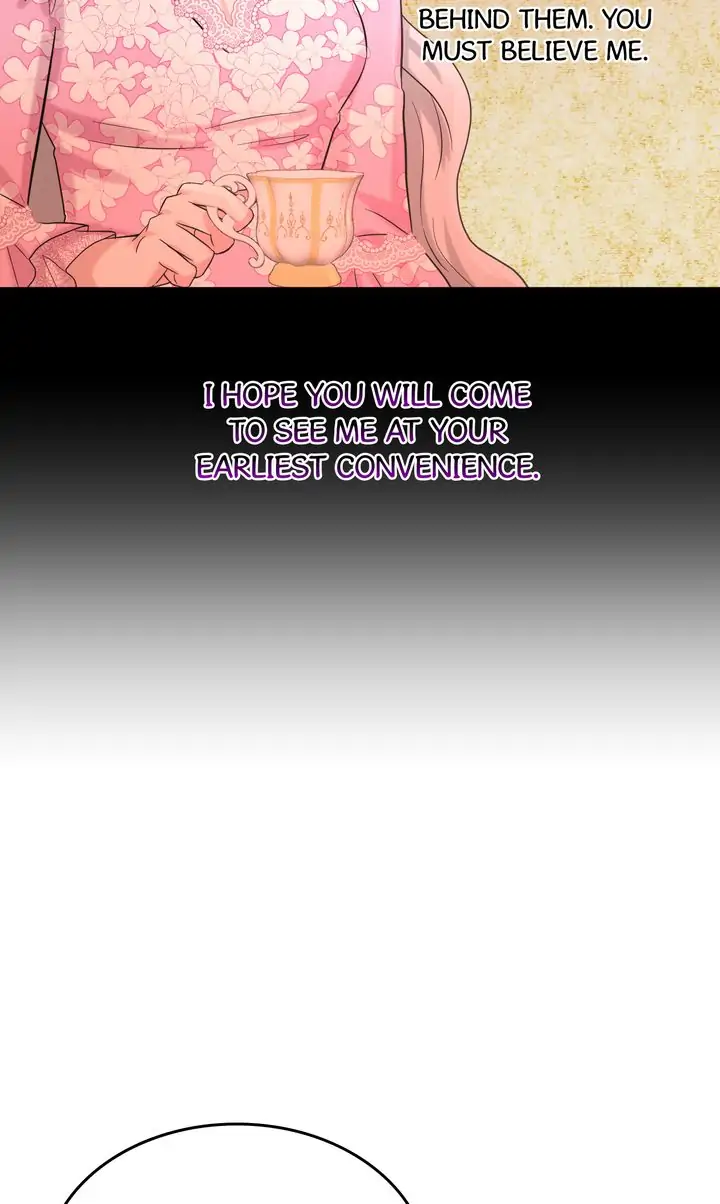 BEHIND THEM. YOU
MUST BELIEVE ME.
I HOPE YOU WILL COME
TO SEE ME AT YOUR
EARLIEST CONVENIENCE.